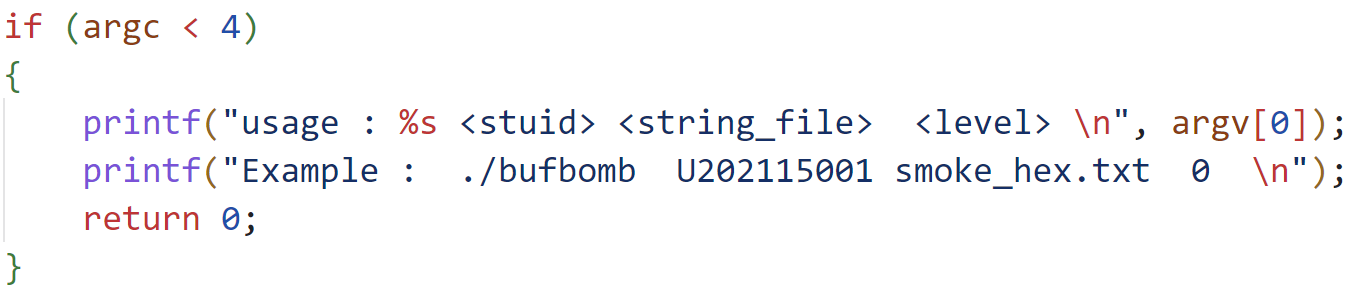 if (argc < 4)
{
    printf("usage : %s <stuid> <string_file>  <level> \n", argv[0]);
    printf("Example :  ./bufbomb  U202115001 smoke_hex.txt  0  \n");
    return 0;
}